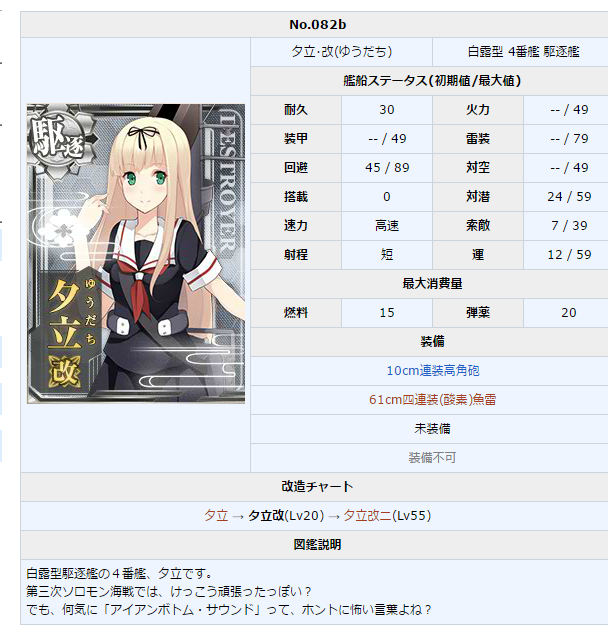 No.082b
夕立･改(ゆうだち)
白露型 4番艦 駆逐艦
駆逐
DESTROYER
ゆうだち
夕立
改
艦船ステータス(初期値/最大値)
耐久 30 火力 -- / 49
装甲 -- / 49 雷装 -- / 79
回避 45 / 89 対空 -- / 49
搭載 0 対潜 24 / 59
速力 高速 索敵 7 / 39
射程 短 運 12 / 59
最大消費量
燃料 15 弾薬 20
装備
10cm連装高角砲
61cm四連装(酸素)魚雷
未装備
装備不可
改造チャート
夕立 → 夕立改(Lv20) → 夕立改二(Lv55)
図鑑説明
白露型駆逐艦の４番艦、夕立です。
第三次ソロモン海戦では、けっこう頑張ったっぽい？
でも、何気に「アイアンボトム・サウンド」って、ホントに怖い言葉よね？